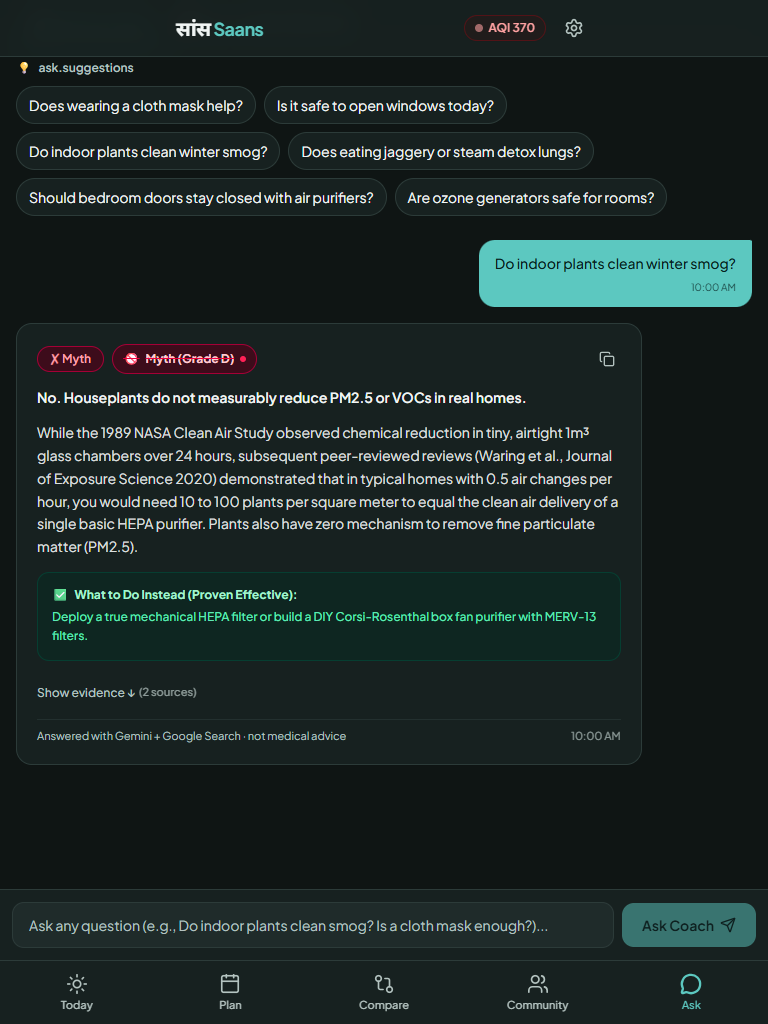 सांस Saans
AQI 370
ask.suggestions
Does wearing a cloth mask help?
Is it safe to open windows today?
Do indoor plants clean winter smog?
Does eating jaggery or steam detox lungs?
Should bedroom doors stay closed with air purifiers?
Are ozone generators safe for rooms?
Do indoor plants clean winter smog?
10:00 AM
✗ Myth
Myth (Grade D)
No. Houseplants do not measurably reduce PM2.5 or VOCs in real homes.
While the 1989 NASA Clean Air Study observed chemical reduction in tiny, airtight 1m³
glass chambers over 24 hours, subsequent peer-reviewed reviews (Waring et al., Journal
of Exposure Science 2020) demonstrated that in typical homes with 0.5 air changes per
hour, you would need 10 to 100 plants per square meter to equal the clean air delivery of a
single basic HEPA purifier. Plants also have zero mechanism to remove fine particulate
matter (PM2.5).
What to Do Instead (Proven Effective):
Deploy a true mechanical HEPA filter or build a DIY Corsi-Rosenthal box fan purifier with MERV-13
filters.
Show evidence ↓ (2 sources)
Answered with Gemini + Google Search · not medical advice
10:00 AM
Ask any question (e.g., Do indoor plants clean smog? Is a cloth mask enough?)...
Ask Coach
Today
Plan
Compare
Community
Ask